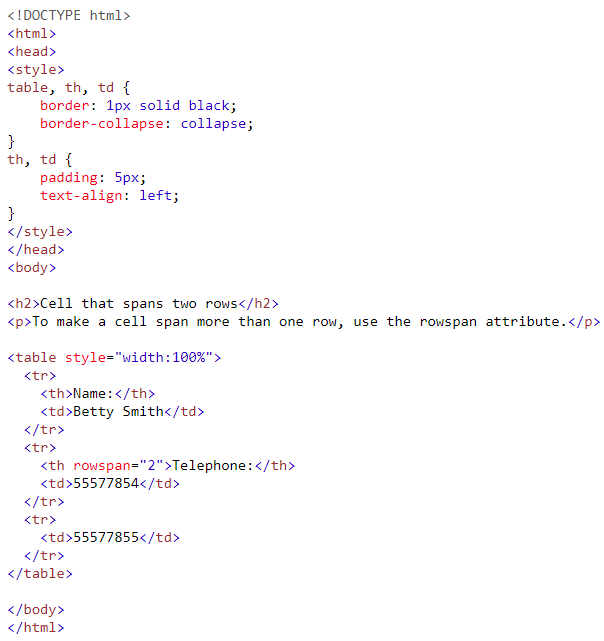 <!DOCTYPE html>
<html>
<head>
<style>
table, th, td {
    border: 1px solid black;
    border-collapse: collapse;
}
th, td {
    padding: 5px;
    text-align: left;
}
</style>
</head>
<body>

<h2>Cell that spans two rows</h2>
<p>To make a cell span more than one row, use the rowspan attribute.</p>

<table style="width:100%">
  <tr>
    <th>Name:</th>
    <td>Betty Smith</td>
  </tr>
  <tr>
    <th rowspan="2">Telephone:</th>
    <td>55577854</td>
  </tr>
  <tr>
    <td>55577855</td>
  </tr>
</table>

</body>
</html>